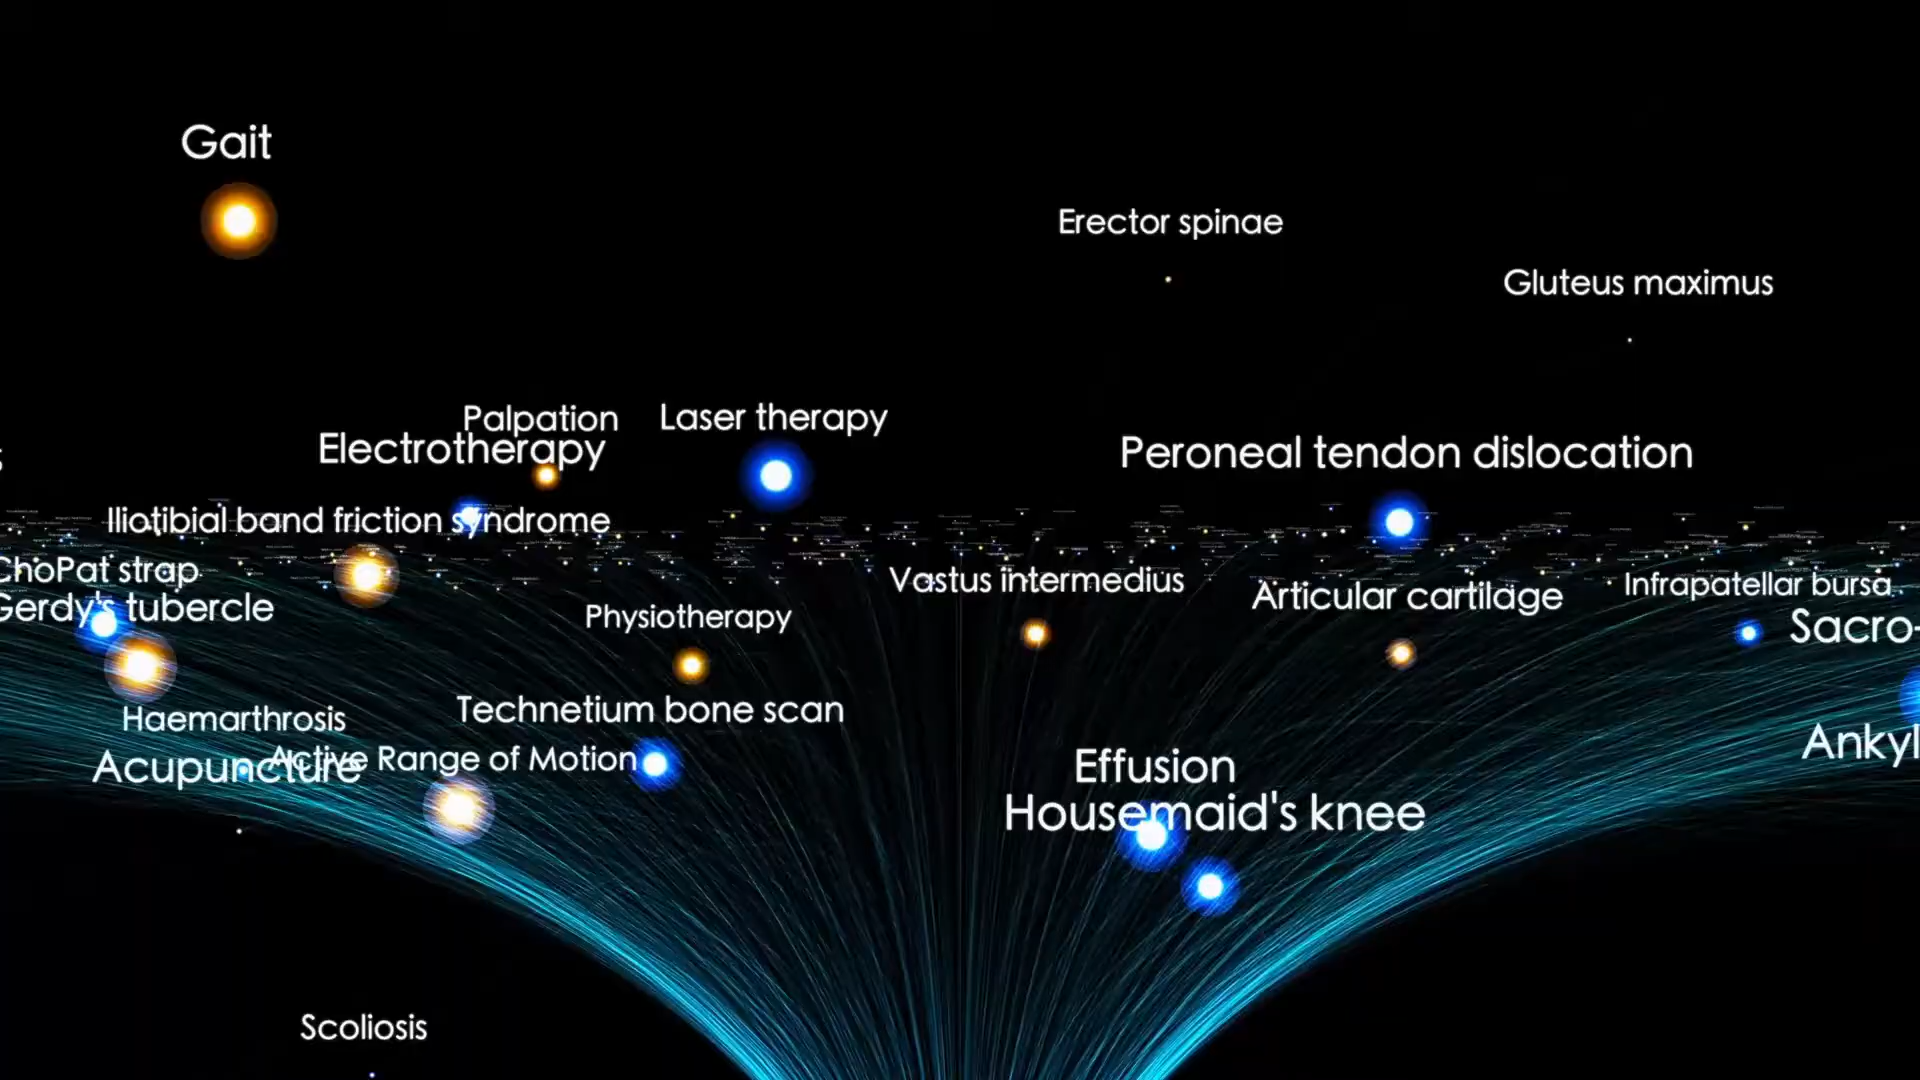 Gait
Erector spinae
Gluteus maximus
Palpation
Laser therapy
Electrotherapy
Peroneal tendon dislocation
Iliotibial band friction syndrome
ChoPat strap
Vastus intermedius
Articular cartilage
Infrapatellar bursa
Gerdy's tubercle
Physiotherapy
Sacro-
Haemarthrosis
Technetium bone scan
Ankyl
Acupuncture
Active Range of Motion
Effusion
Housemaid's knee
Scoliosis